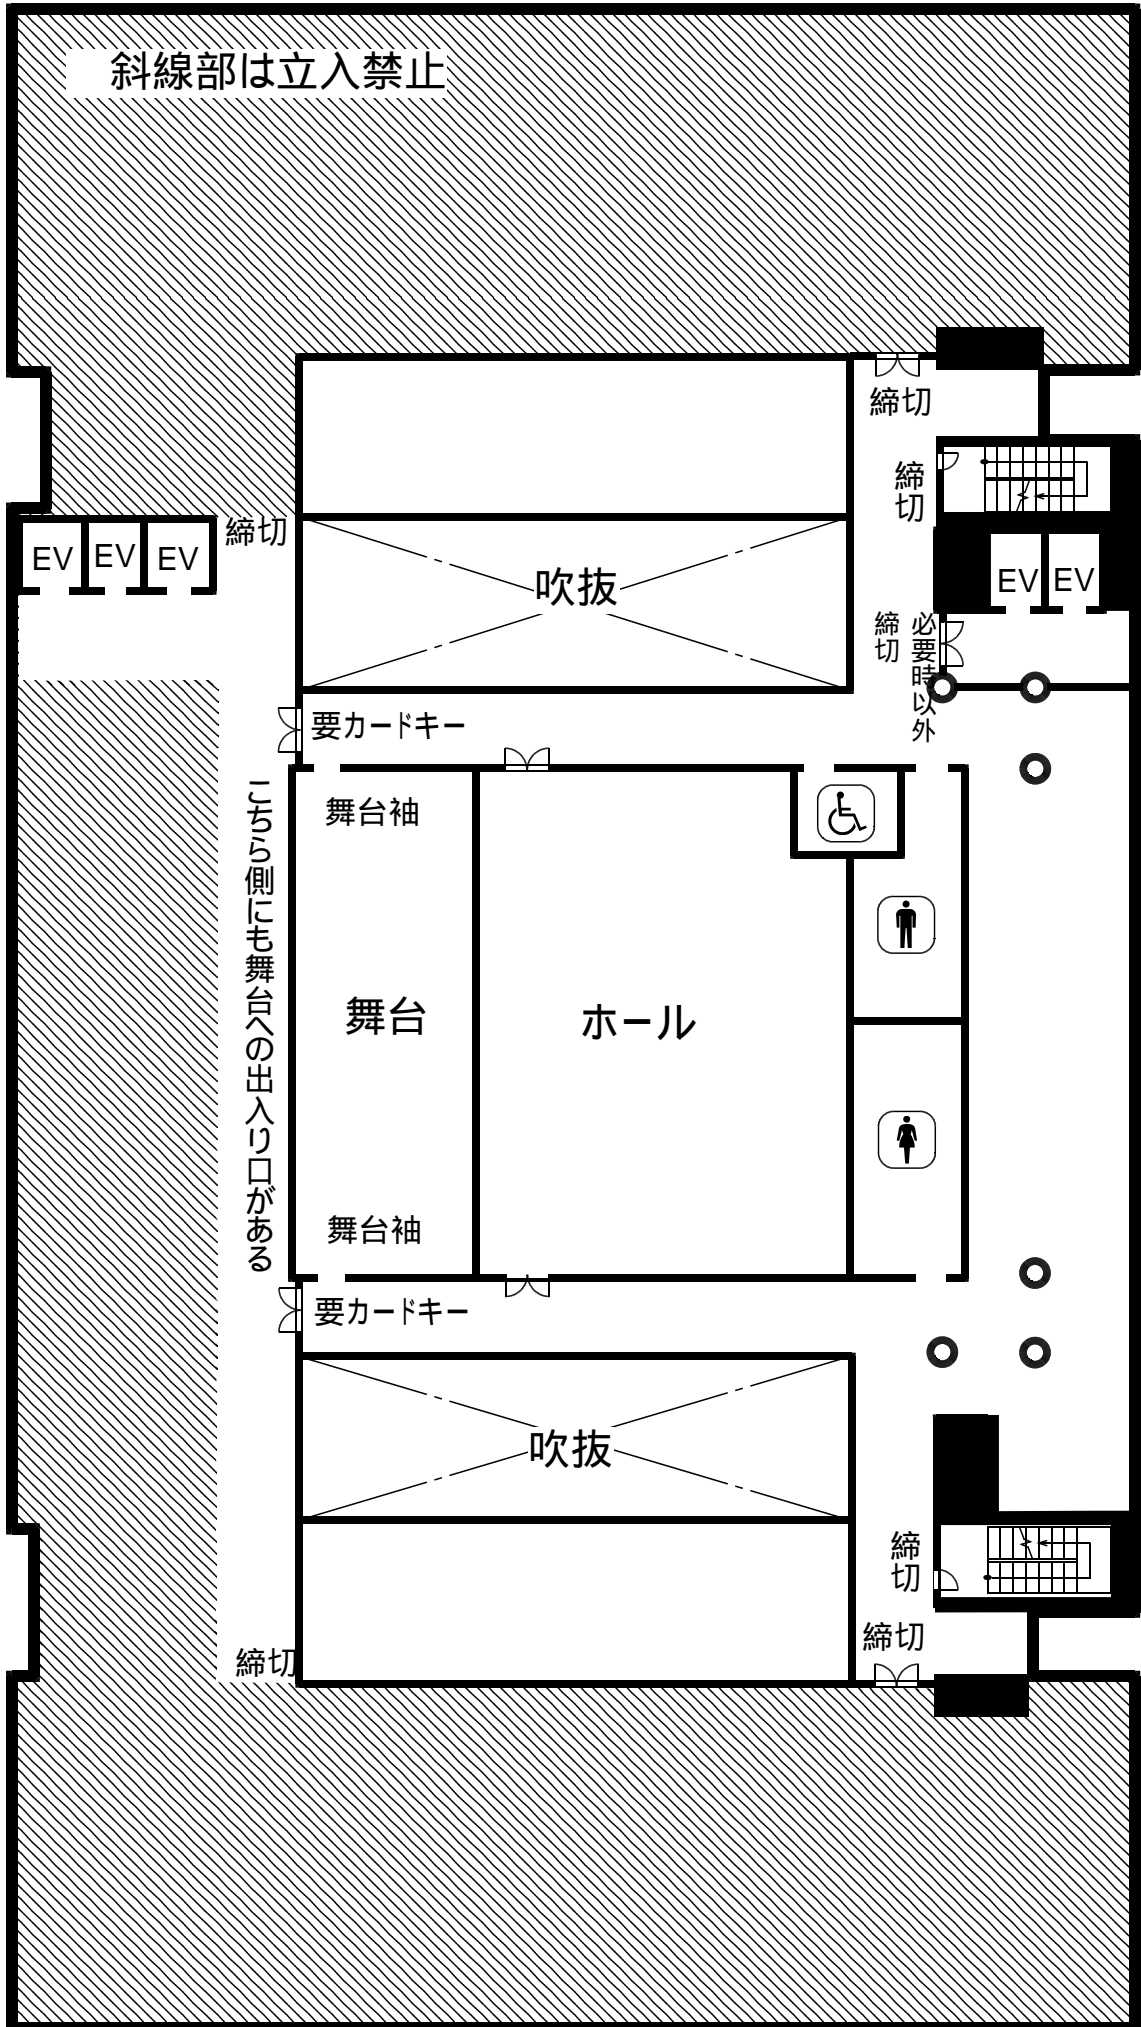 斜線部は立入禁止
締切
締切
締切
EV
EV
EV
吹抜
EV
EV
必要時以外
締切
要カードキー
舞台袖
こちら側にも舞台への出入り口がある
舞台
ホール
舞台袖
要カードキー
吹抜
締切
締切
締切